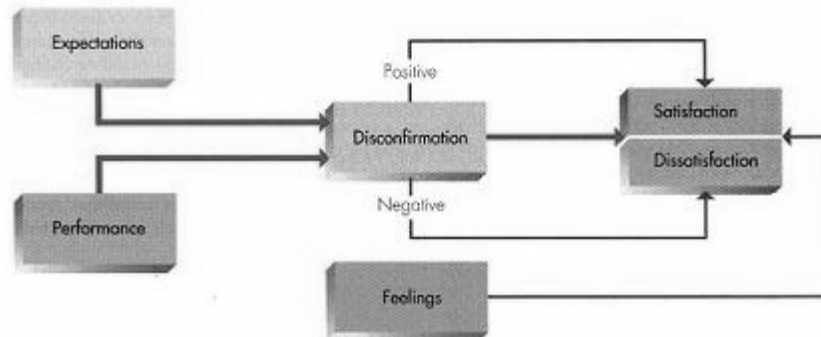 Expectations
Positive
Satisfaction
Disconfirmation
Dissatisfaction
Negative
Performance
Feelings